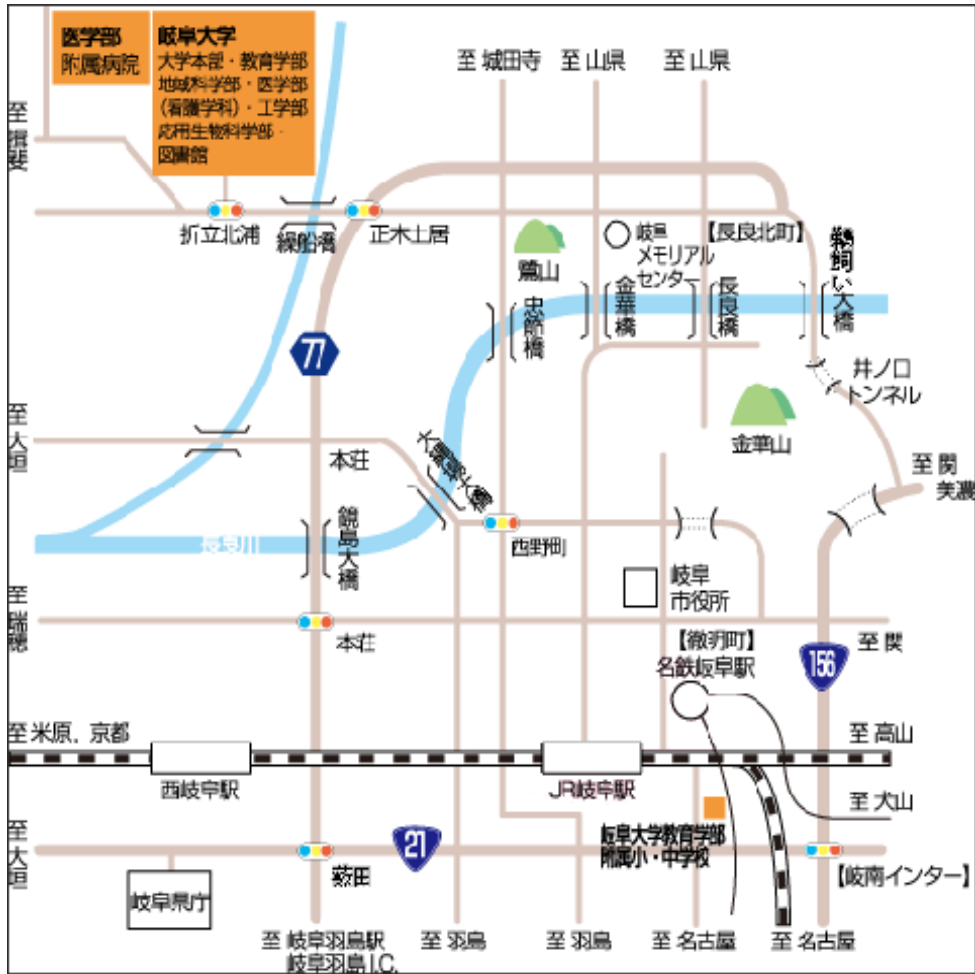 医学部
附属病院
岐阜大学
大学本部・教育学部
地域科学部・医学部
(看護学科)・工学部
応用生物科学部・
図書館
至 城田寺
至 山県
至 山県
至 揖斐
折立北浦
繰船橋
正木土居
鷺山
岐阜
メモリアル
センター
【長良北町】
鵜飼い大橋
忠節橋
金華橋
長良橋
77
井ノ口
トンネル
金華山
至 大垣
本荘
大縄場大橋
至 関
美濃
長良川
鏡島大橋
西野町
岐阜
市役所
至 瑞穂
本荘
【徹明町】
名鉄岐阜駅
156
至 関
至 米原、京都
至 高山
西岐阜駅
JR岐阜駅
至 犬山
至 大垣
21
岐阜大学教育学部
附属小・中学校
薮田
【岐南インター】
岐阜県庁
至 岐阜羽島駅
岐阜羽島I.C.
至 羽島
至 羽島
至 名古屋
至 名古屋